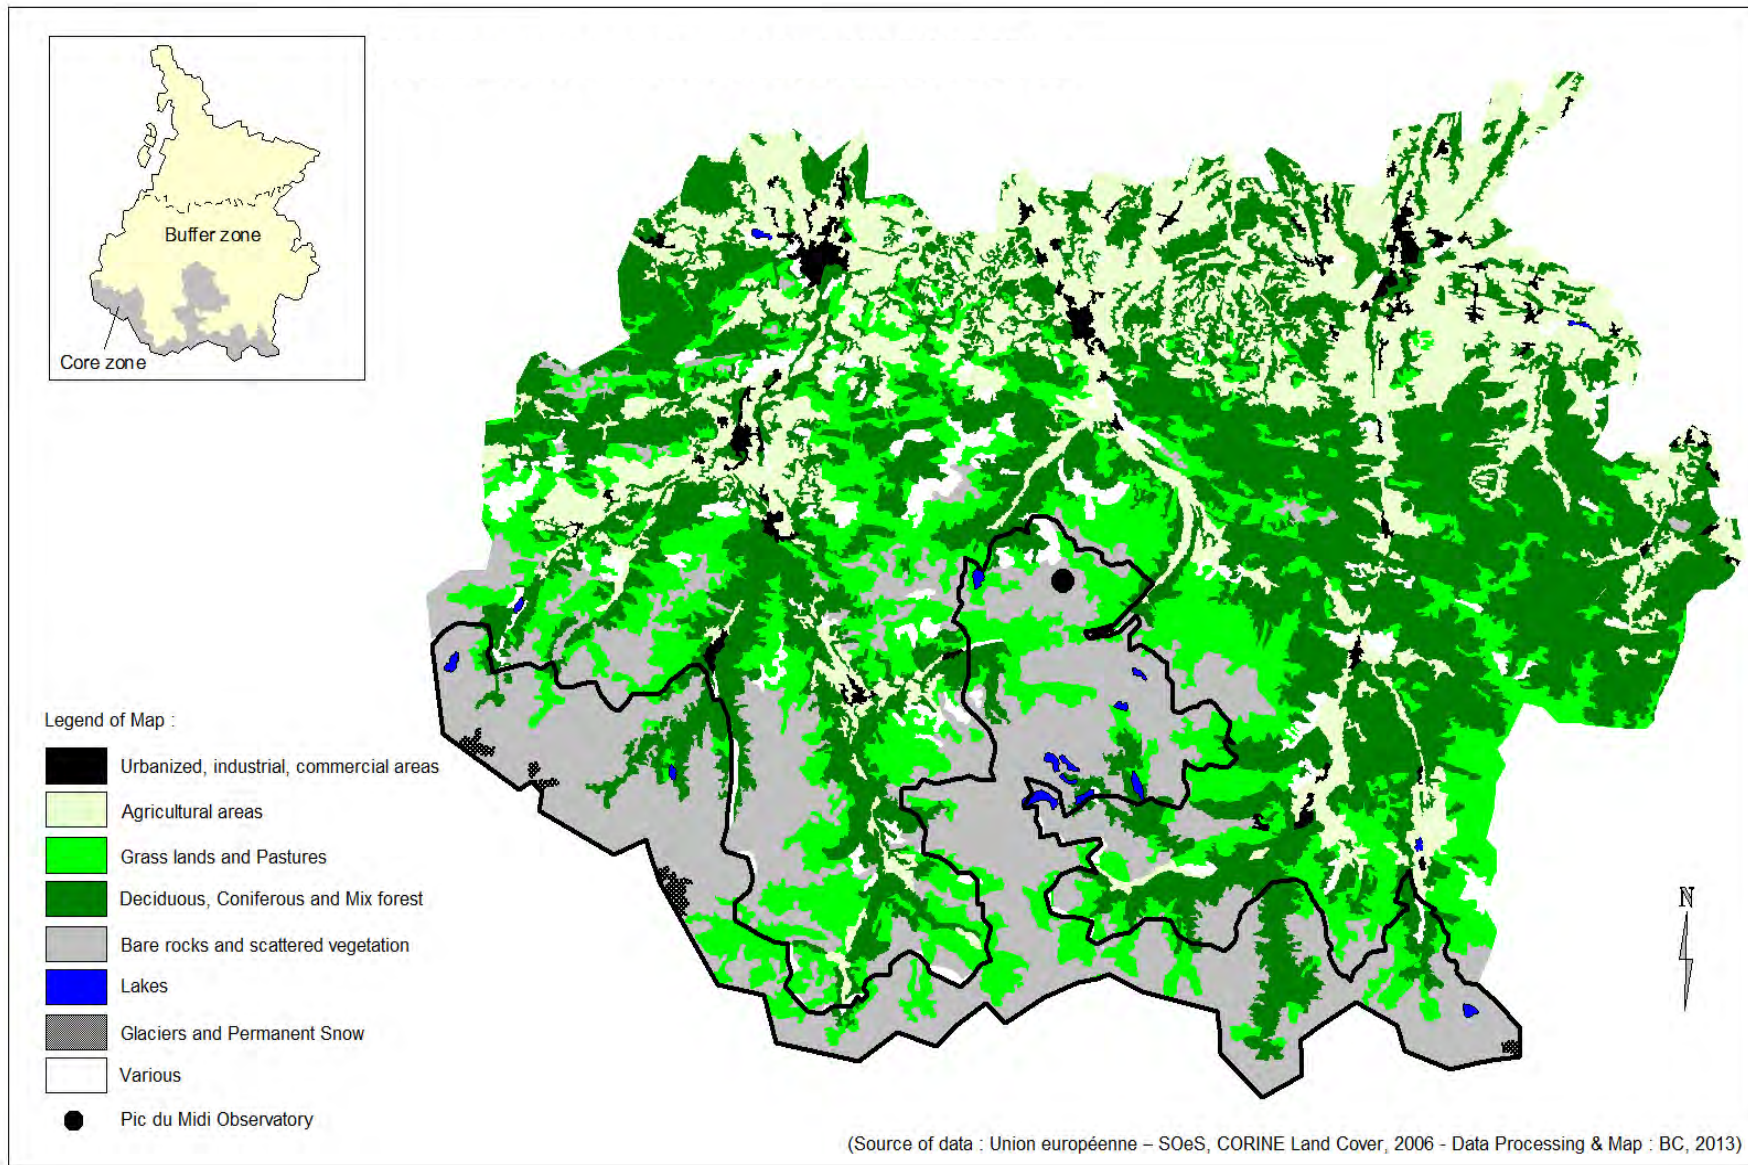 Buffer zone
Core zone
Legend of Map :
Urbanized, industrial, commercial areas
Agricultural areas
Grass lands and Pastures
Deciduous, Coniferous and Mix forest
Bare rocks and scattered vegetation
Lakes
Glaciers and Permanent Snow
Various
Pic du Midi Observatory
N
(Source of data : Union européenne – SOeS, CORINE Land Cover, 2006 - Data Processing & Map : BC, 2013)